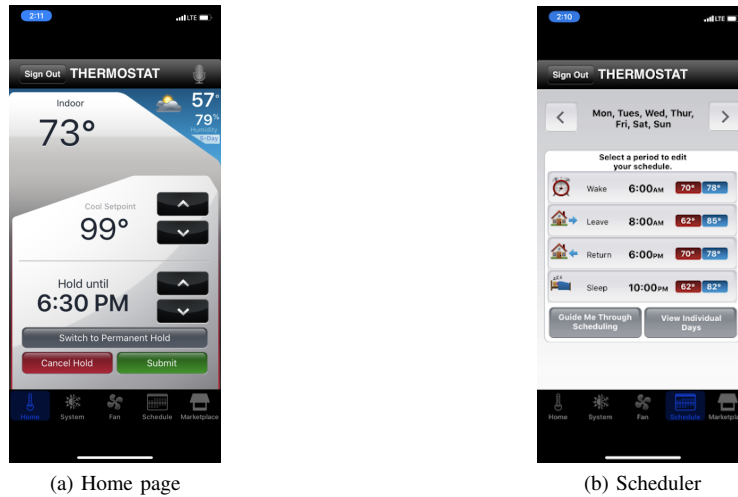 2:11
LTE
Sign Out THERMOSTAT
Indoor
73°
57°
79%
Humidity
5-Day
Cool Setpoint
99°
Hold until
6:30 PM
Switch to Permanent Hold
Cancel Hold Submit
Home System Fan Schedule Marketplace
(a) Home page
2:10
LTE
Sign Out THERMOSTAT
Mon, Tues, Wed, Thur,
Fri, Sat, Sun
Select a period to edit
your schedule.
Wake 6:00AM 70° 78°
Leave 8:00AM 62° 85°
Return 6:00PM 70° 78°
Sleep 10:00PM 62° 82°
Guide Me Through
Scheduling
View Individual
Days
Home System Fan Schedule Marketpl
(b) Scheduler